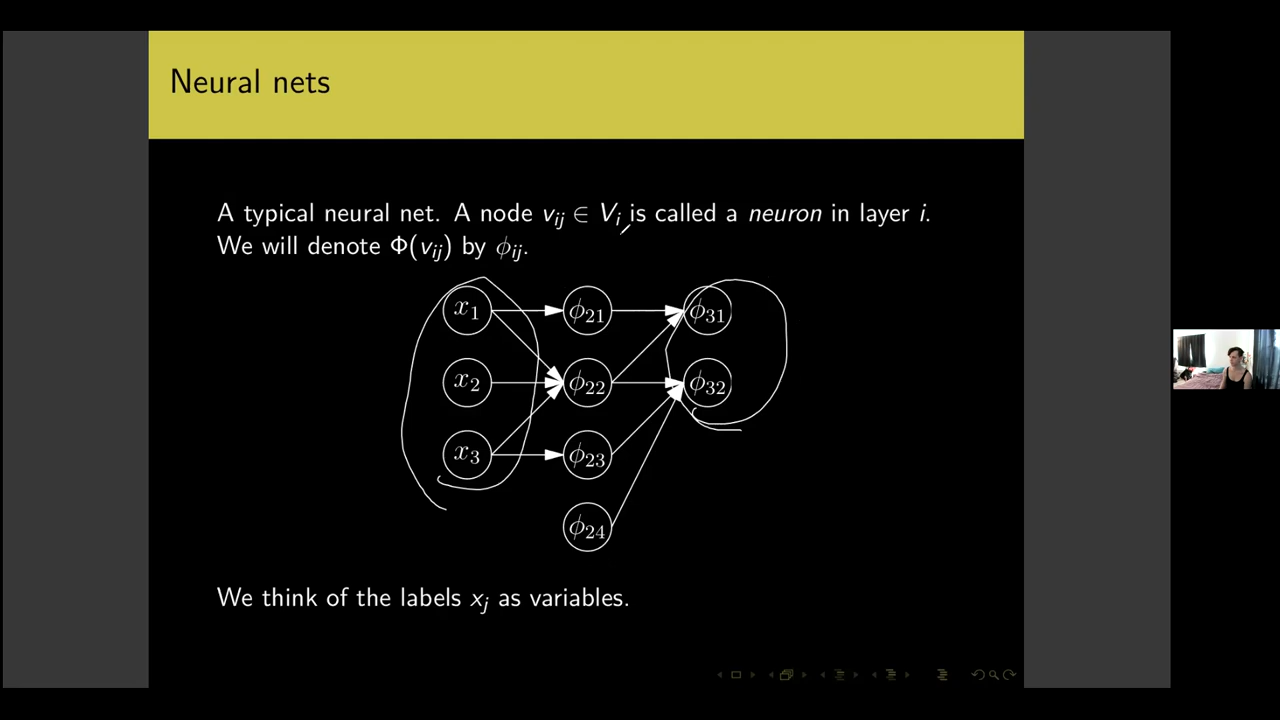 Neural nets
A typical neural net. A node v_ij ∈ V_i is called a neuron in layer i.
We will denote Φ(v_ij) by ϕ_ij.
x_1 ϕ_21 ϕ_31
x_2 ϕ_22 ϕ_32
x_3 ϕ_23
ϕ_24
We think of the labels x_j as variables.